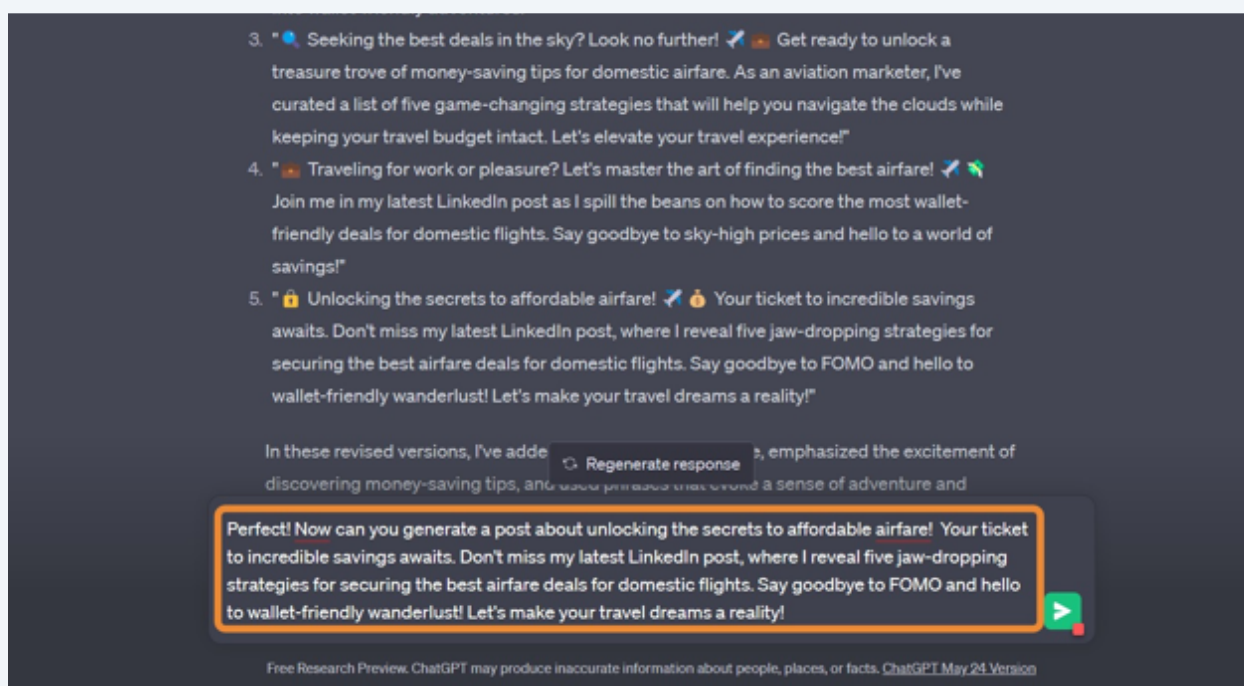 3. "🔍 Seeking the best deals in the sky? Look no further! ✈️ 💼 Get ready to unlock a
treasure trove of money-saving tips for domestic airfare. As an aviation marketer, I've
curated a list of five game-changing strategies that will help you navigate the clouds while
keeping your travel budget intact. Let's elevate your travel experience!"
4. "💼 Traveling for work or pleasure? Let's master the art of finding the best airfare! ✈️ 💸
Join me in my latest LinkedIn post as I spill the beans on how to score the most wallet-
friendly deals for domestic flights. Say goodbye to sky-high prices and hello to a world of
savings!"
5. "🔒 Unlocking the secrets to affordable airfare! ✈️ 💰 Your ticket to incredible savings
awaits. Don't miss my latest LinkedIn post, where I reveal five jaw-dropping strategies for
securing the best airfare deals for domestic flights. Say goodbye to FOMO and hello to
wallet-friendly wanderlust! Let's make your travel dreams a reality!"
In these revised versions, I've adde , emphasized the excitement of
Regenerate response
discovering money-saving tips, and used phrases that evoke a sense of adventure and
Perfect! Now can you generate a post about unlocking the secrets to affordable airfare! Your ticket
to incredible savings awaits. Don't miss my latest LinkedIn post, where I reveal five jaw-dropping
strategies for securing the best airfare deals for domestic flights. Say goodbye to FOMO and hello
to wallet-friendly wanderlust! Let's make your travel dreams a reality!
Free Research Preview. ChatGPT may produce inaccurate information about people, places, or facts. ChatGPT May 24 Version